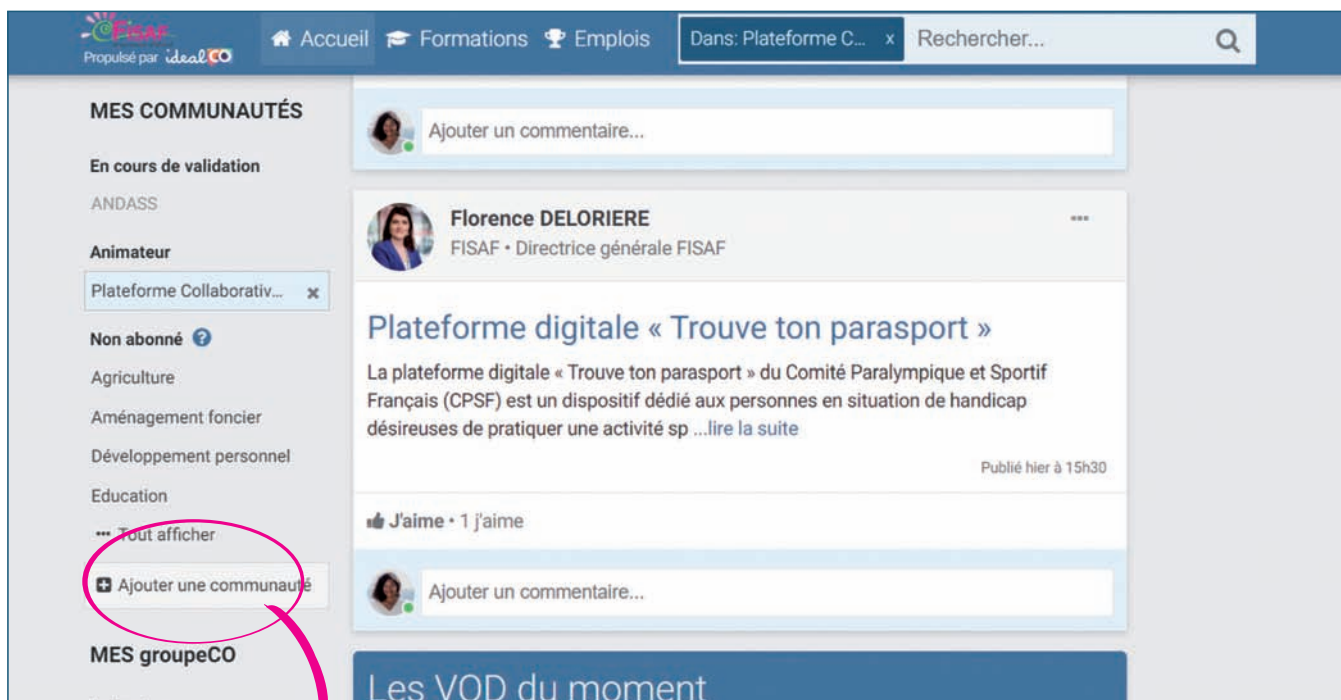 FISAF
Propulsé par idealCO
Accueil Formations Emplois Dans: Plateforme C... x Rechercher...
MES COMMUNAUTÉS
En cours de validation
ANDASS
Animateur
Plateforme Collaborativ... x
Non abonné ?
Agriculture
Aménagement foncier
Développement personnel
Education
••• Tout afficher
Ajouter une communauté
MES groupeCO
Ajouter un commentaire...
Florence DELORIERE
FISAF • Directrice générale FISAF
Plateforme digitale « Trouve ton parasport »
La plateforme digitale « Trouve ton parasport » du Comité Paralympique et Sportif
Français (CPSF) est un dispositif dédié aux personnes en situation de handicap
désireuses de pratiquer une activité sp ...lire la suite
Publié hier à 15h30
J'aime • 1 j'aime
Ajouter un commentaire...
Les VOD du moment